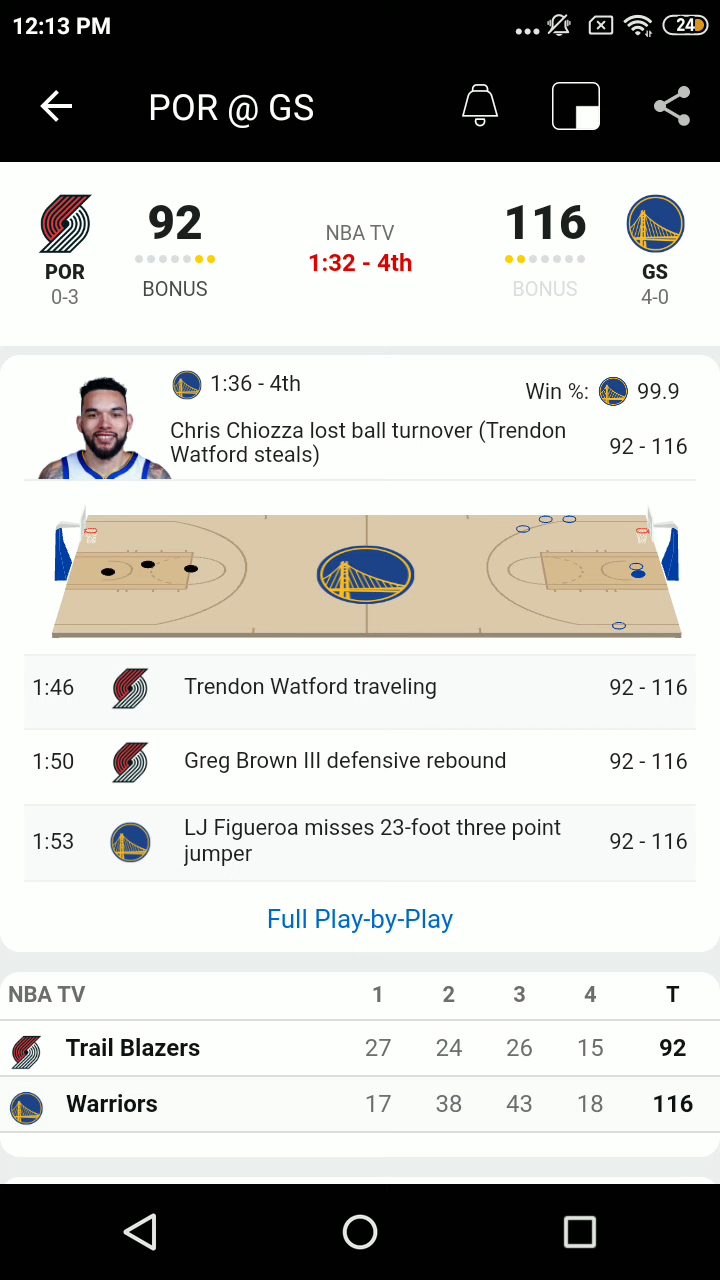 12:13 PM
24
POR @ GS
92
116
NBA TV
1:32 - 4th
POR
0-3
BONUS
BONUS
GS
4-0
1:36 - 4th
Win %: 99.9
Chris Chiozza lost ball turnover (Trendon
Watford steals)
92 - 116
1:46 Trendon Watford traveling 92 - 116
1:50 Greg Brown III defensive rebound 92 - 116
1:53 LJ Figueroa misses 23-foot three point
jumper
92 - 116
Full Play-by-Play
NBA TV 1 2 3 4 T
Trail Blazers 27 24 26 15 92
Warriors 17 38 43 18 116